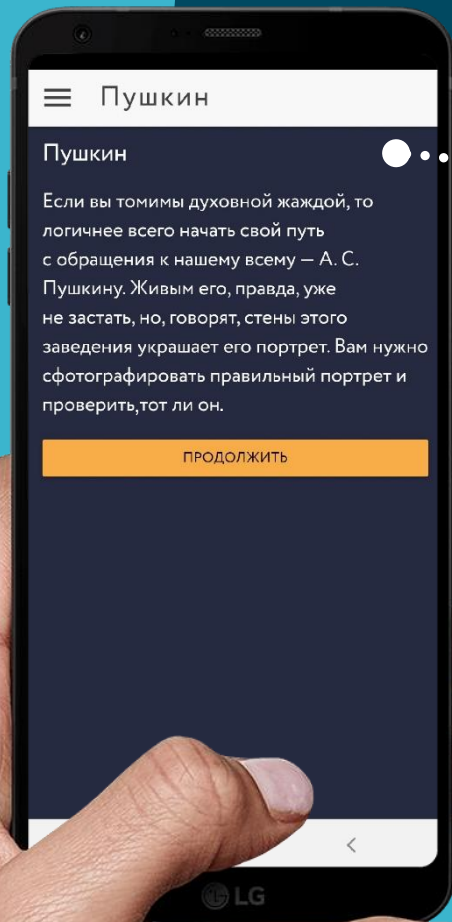 Пушкин
Пушкин
Если вы томимы духовной жаждой, то
логичнее всего начать свой путь
с обращения к нашему всему — А. С.
Пушкину. Живым его, правда, уже
не застать, но, говорят, стены этого
заведения украшает его портрет. Вам нужно
сфотографировать правильный портрет и
проверить,тот ли он.
ПРОДОЛЖИТЬ
LG